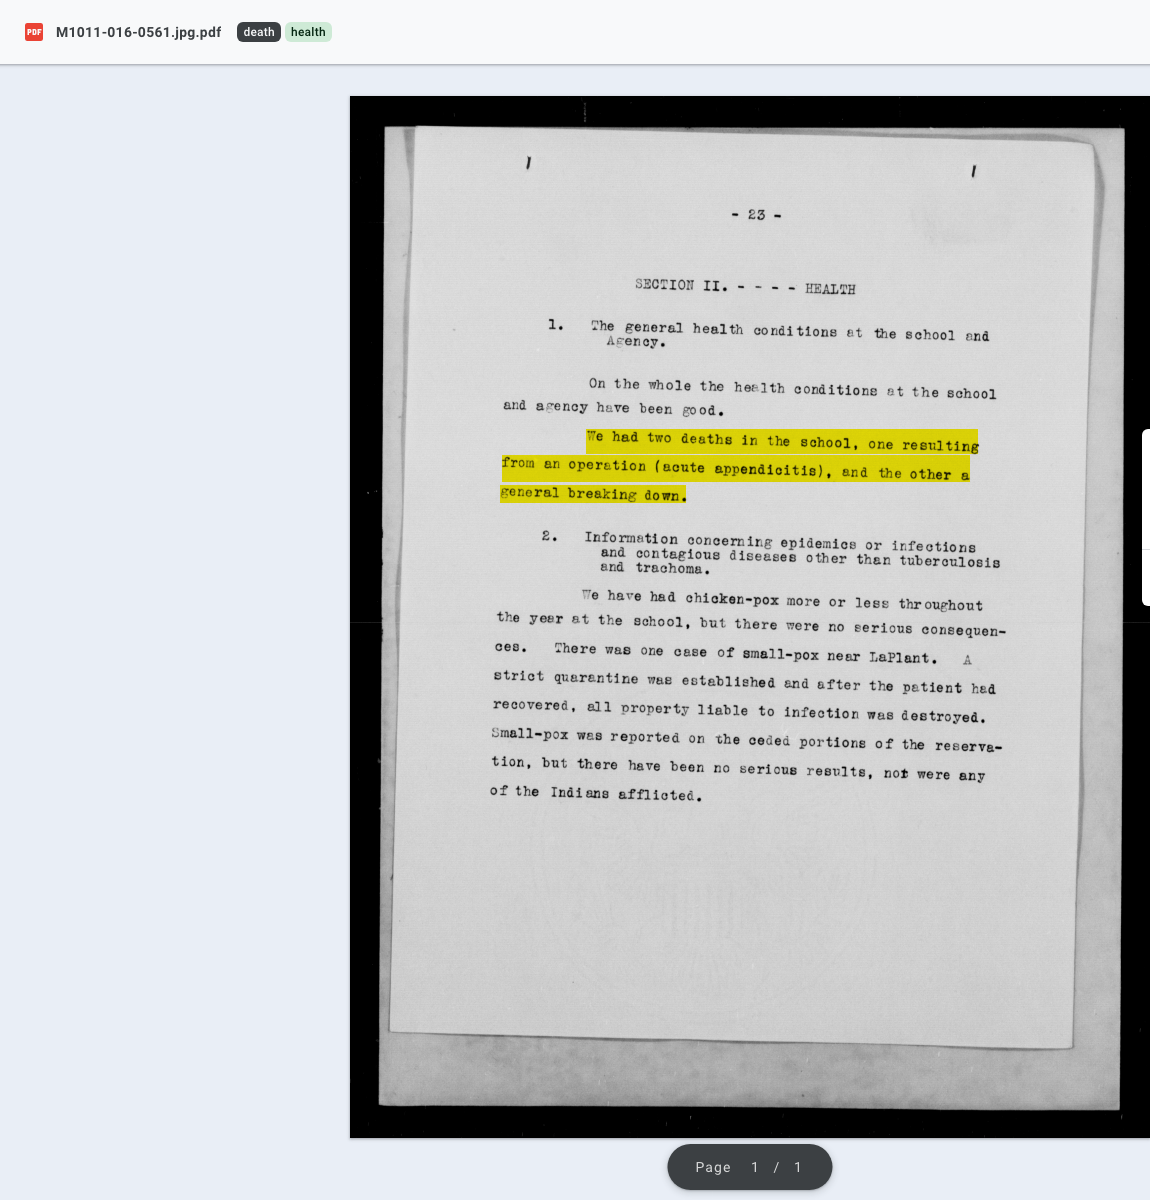 PDF M1011-016-0561.jpg.pdf death health
- 23 -
SECTION II. - - - - HEALTH
1. The general health conditions at the school and
Agency.
On the whole the health conditions at the school
and agency have been good.
We had two deaths in the school, one resulting
from an operation (acute appendicitis), and the other a
general breaking down.
2. Information concerning epidemics or infections
and contagious diseases other than tuberculosis
and trachoma.
We have had chicken-pox more or less throughout
the year at the school, but there were no serious consequen-
ces. There was one case of small-pox near LaPlant. A
strict quarantine was established and after the patient had
recovered, all property liable to infection was destroyed.
Small-pox was reported on the ceded portions of the reserva-
tion, but there have been no serious results, not were any
of the Indians afflicted.
Page 1 / 1